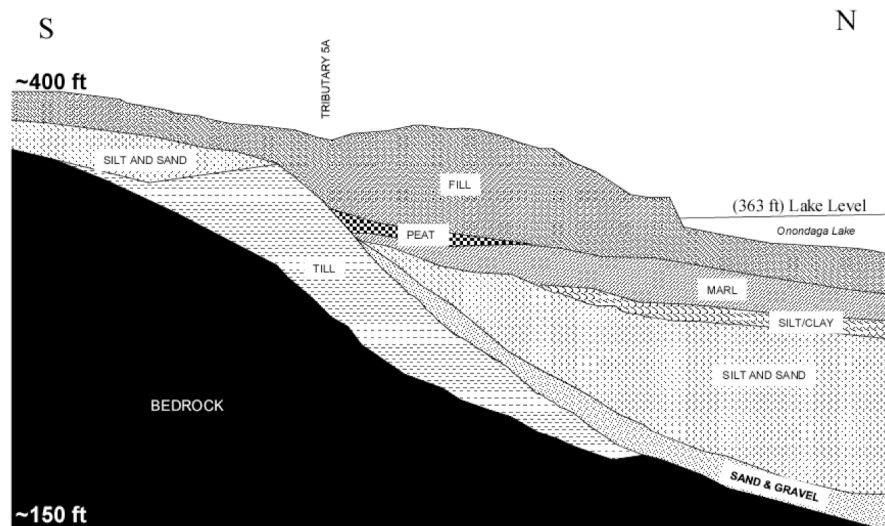 S
N
TRIBUTARY 5A
~400 ft
SILT AND SAND
FILL
(363 ft) Lake Level
Onondaga Lake
PEAT
TILL
MARL
SILT/CLAY
SILT AND SAND
BEDROCK
SAND & GRAVEL
~150 ft